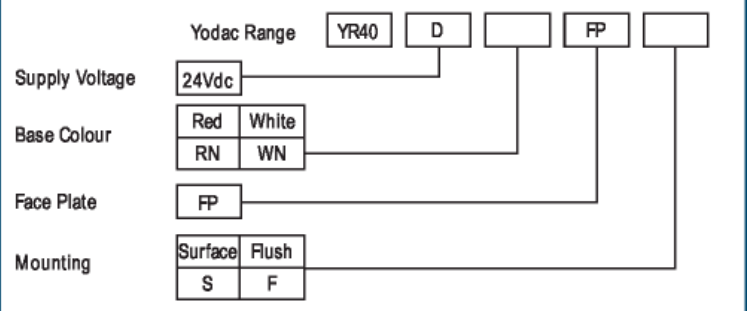 Yodac Range YR40 D FP
Supply Voltage 24Vdc
Base Colour Red White
RN WN
Face Plate FP
Mounting Surface Flush
S F